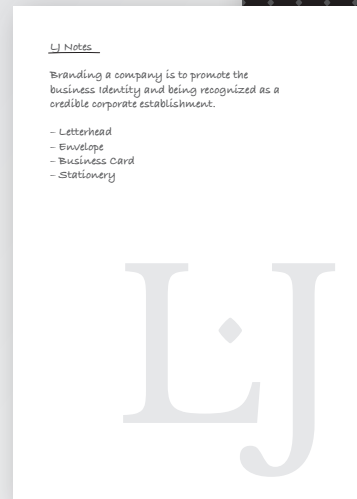 LJ Notes
Branding a company is to promote the
business Identity and being recognized as a
credible corporate establishment.
– Letterhead
– Envelope
– Business Card
– Stationery
LJ